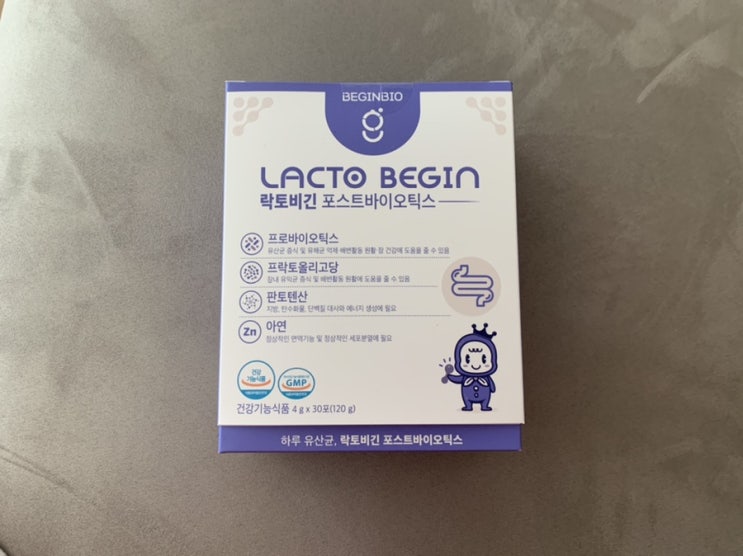 BEGINBIO
LACTO BEGIN
락토비긴 포스트바이오틱스
프로바이오틱스
유산균 증식 및 유해균 억제·배변활동 원활·장 건강에 도움을 줄 수 있음
프락토올리고당
장내 유익균 증식 및 배변활동 원활에 도움을 줄 수 있음
판토텐산
지방, 탄수화물, 단백질 대사와 에너지 생성에 필요
Zn 아연
정상적인 면역기능 및 정상적인 세포분열에 필요
건강
기능식품
GMP
건강기능식품 4 g x 30포(120 g)
하루 유산균, 락토비긴 포스트바이오틱스